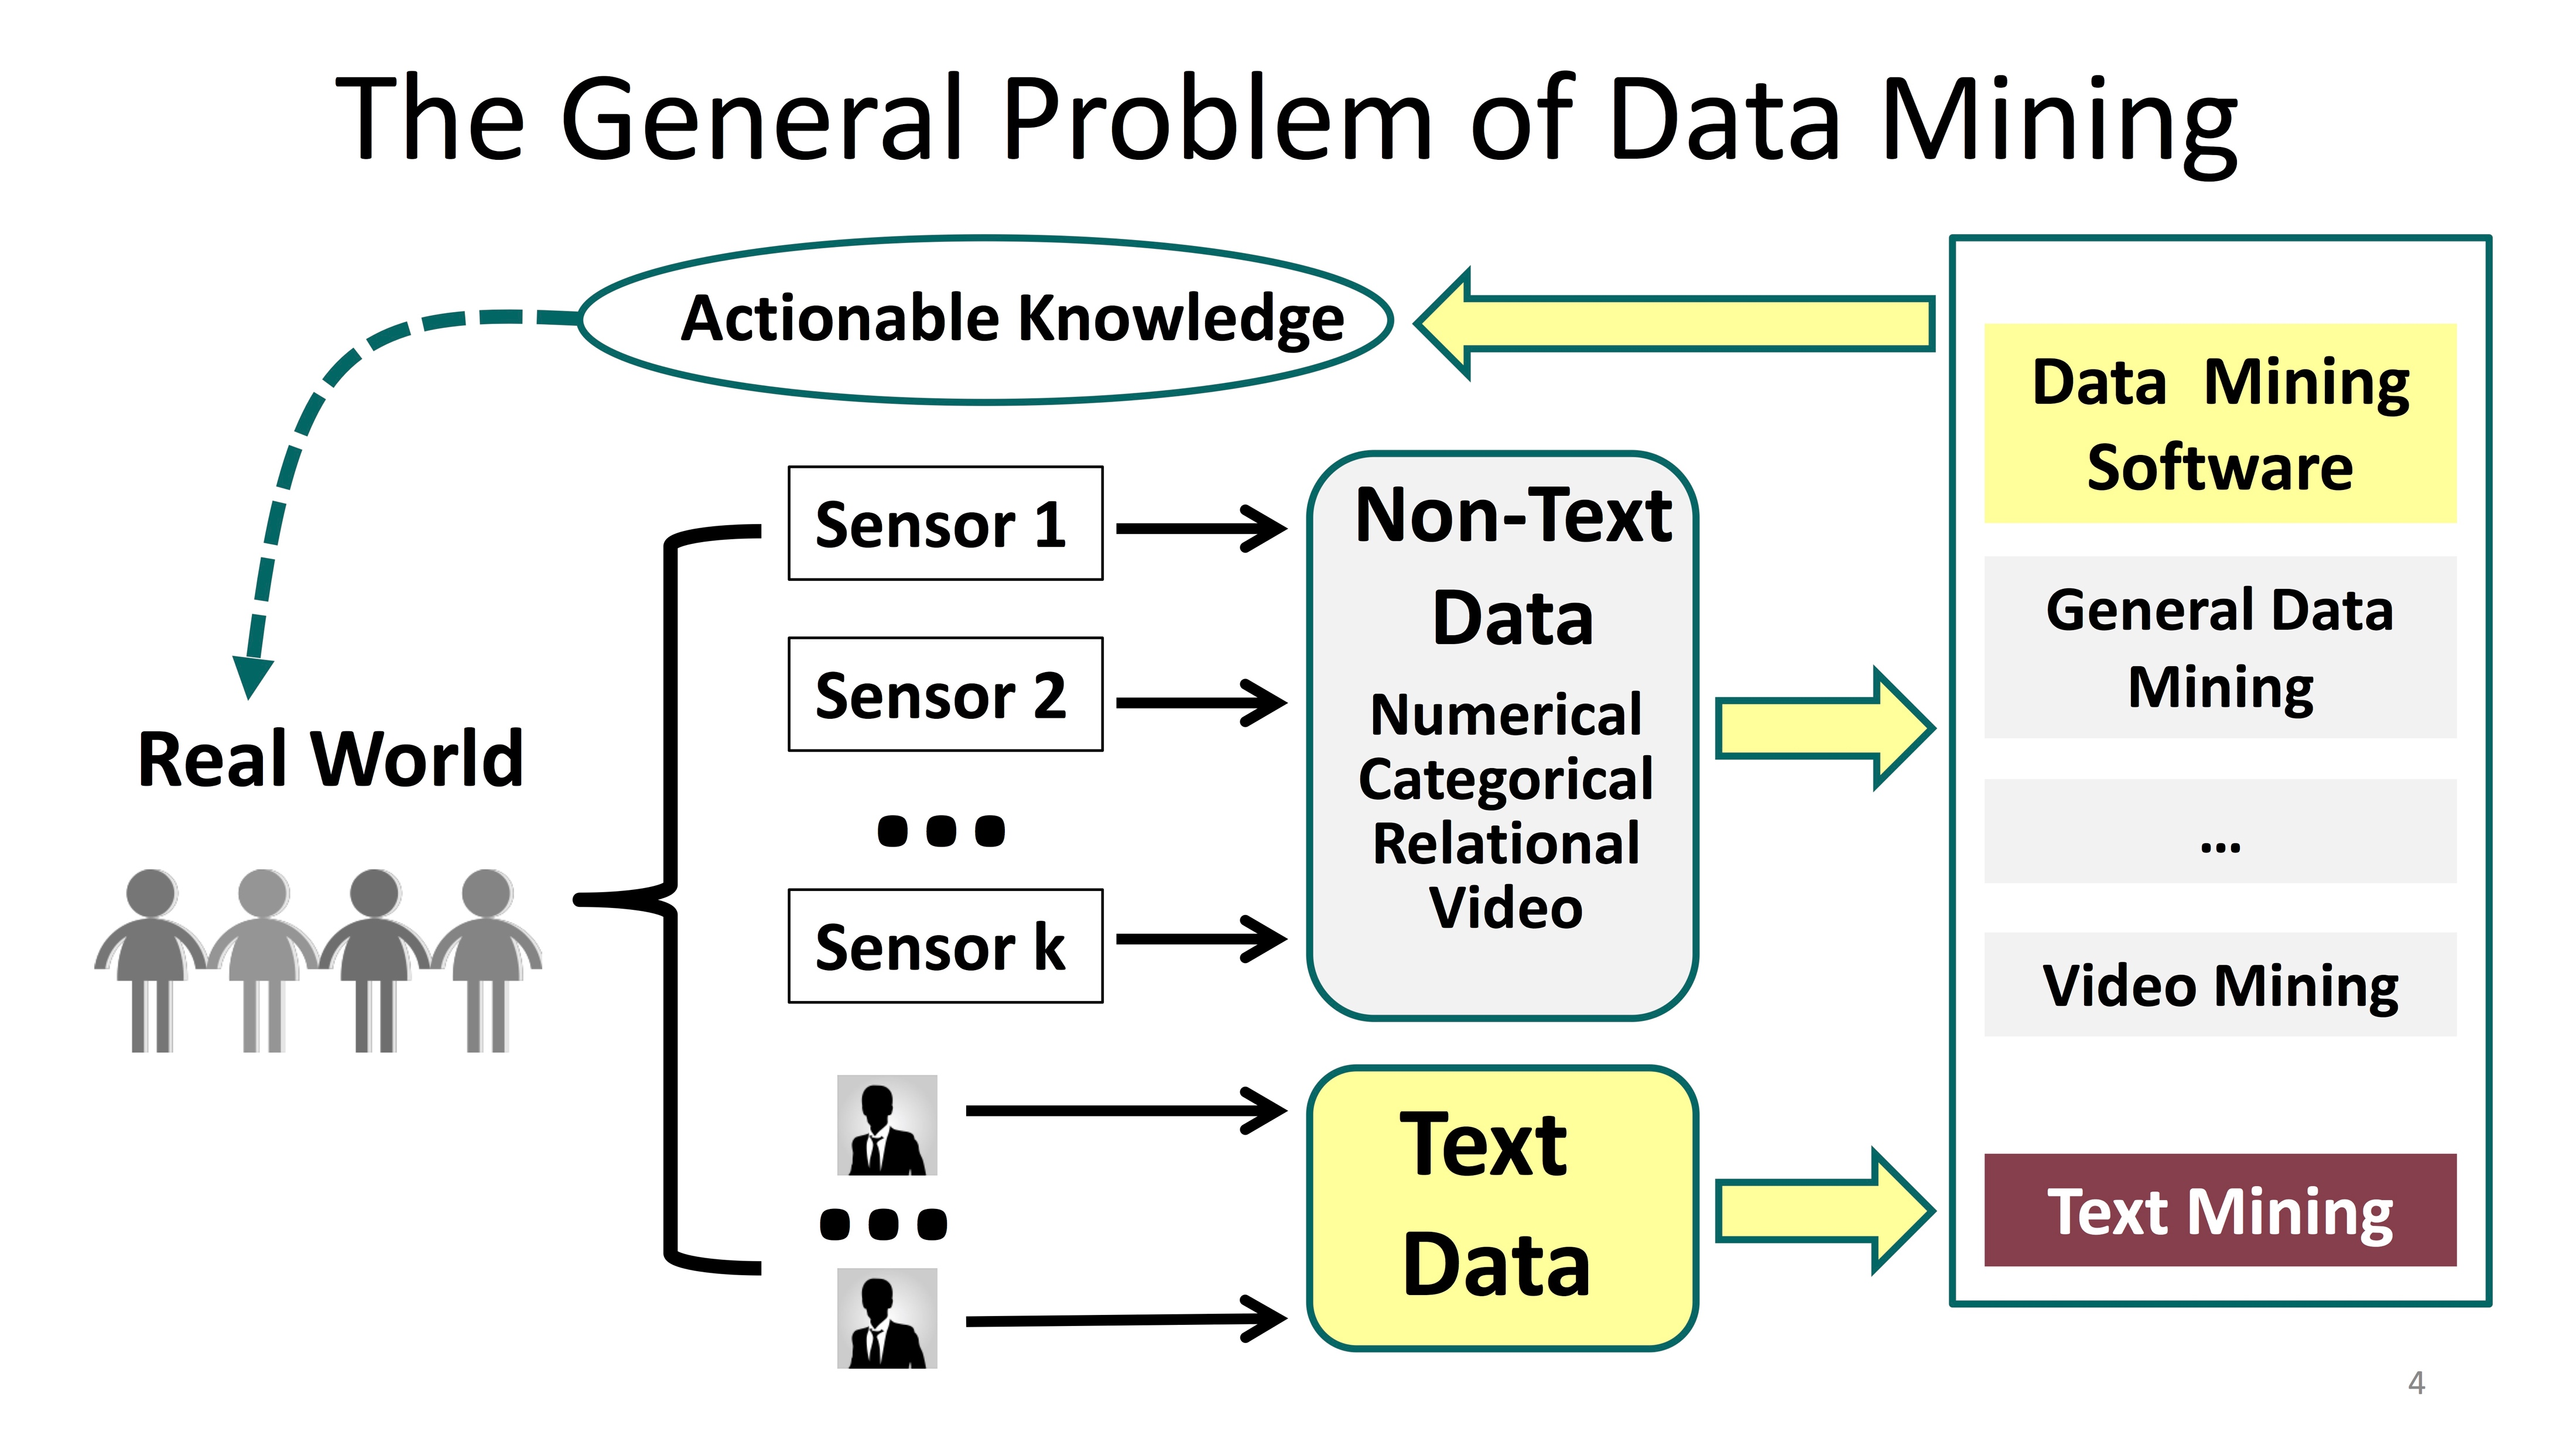 The General Problem of Data Mining
Actionable Knowledge
Real World
Sensor 1
Sensor 2
...
Sensor k
...
Non-Text
Data
Numerical
Categorical
Relational
Video
Text
Data
Data Mining
Software
General Data
Mining
...
Video Mining
Text Mining
4